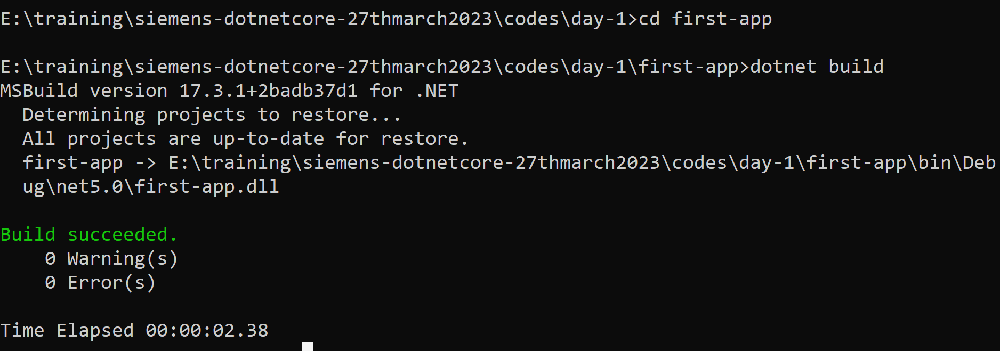 E:\training\siemens-dotnetcore-27thmarch2023\codes\day-1>cd first-app
E:\training\siemens-dotnetcore-27thmarch2023\codes\day-1\first-app>dotnet build
MSBuild version 17.3.1+2badb37d1 for .NET
  Determining projects to restore...
  All projects are up-to-date for restore.
  first-app -> E:\training\siemens-dotnetcore-27thmarch2023\codes\day-1\first-app\bin\Deb
  ug\net5.0\first-app.dll
Build succeeded.
    0 Warning(s)
    0 Error(s)
Time Elapsed 00:00:02.38